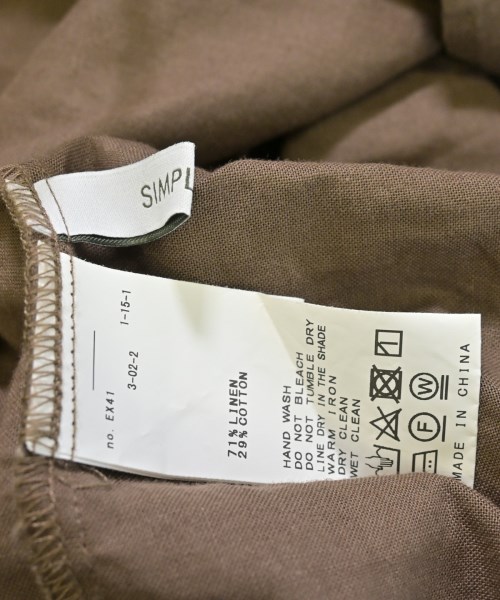 SIMPL
1-15-1
3-02-2
no. EX41
71% LINEN
29% COTTON
HAND WASH
DO NOT BLEACH
DO NOT TUMBLE DRY
LINE DRY IN THE SHADE
WARM IRON
DRY CLEAN
WET CLEAN
F W
MADE IN CHINA